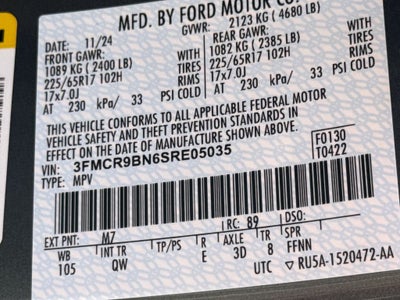 MFD. BY FORD MOTOR CO
DATE: 11/24 GVWR: 2123 KG (4680 LB)
FRONT GAWR: REAR GAWR:
1089 KG (2400 LB) WITH 1082 KG (2385 LB) WITH
225/65R17 102H TIRES 225/65R17 102H TIRES
17x7.0J RIMS 17x7.0J RIMS
AT 230 kPa/ 33 PSI COLD AT 230 kPa/ 33 PSI COLD
THIS VEHICLE CONFORMS TO ALL APPLICABLE FEDERAL MOTOR
VEHICLE SAFETY AND THEFT PREVENTION STANDARDS IN
EFFECT ON THE DATE OF MANUFACTURE SHOWN ABOVE.
VIN: 3FMCR9BN6SRE05035 F0130
TYPE: MPV T0422
EXT PNT: M7 RC: 89 DSO:
WB INT TR TP/PS R AXLE TR SPR
105 QW E 3D 8 FFNN
UTC ▽ RU5A-1520472-AA